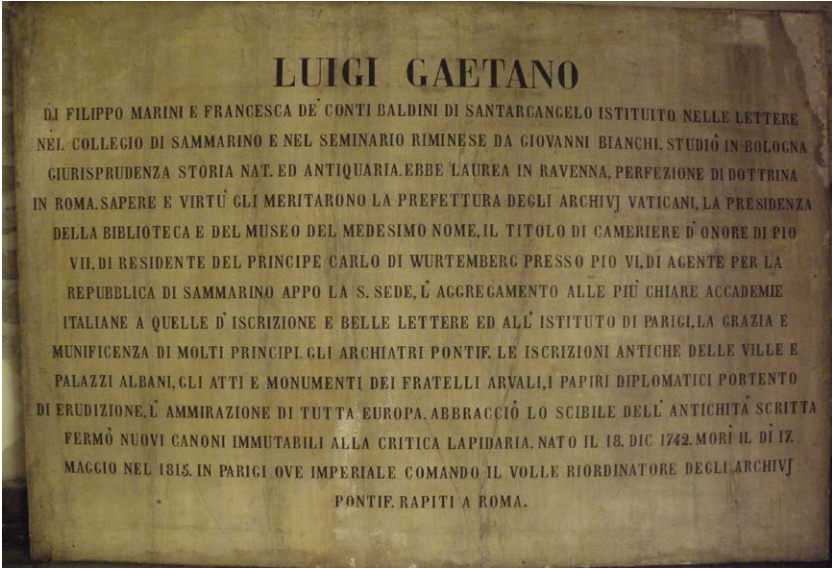 LUIGI GAETANO
DI FILIPPO MARINI E FRANCESCA DE' CONTI BALDINI DI SANTARCANGELO ISTITUITO NELLE LETTERE
NEL COLLEGIO DI SAMMARINO E NEL SEMINARIO RIMINESE DA GIOVANNI BIANCHI. STUDIÒ IN BOLOGNA
GIURISPRUDENZA STORIA NAT. ED ANTIQUARIA. EBBE LAUREA IN RAVENNA, PERFEZIONE DI DOTTRINA
IN ROMA. SAPERE E VIRTÙ GLI MERITARONO LA PREFETTURA DEGLI ARCHIVJ VATICANI, LA PRESIDENZA
DELLA BIBLIOTECA E DEL MUSEO DEL MEDESIMO NOME, IL TITOLO DI CAMERIERE D'ONORE DI PIO
VII. DI RESIDENTE DEL PRINCIPE CARLO DI WURTEMBERG PRESSO PIO VI. DI AGENTE PER LA
REPUBBLICA DI SAMMARINO APPO LA S. SEDE, L'AGGREGAMENTO ALLE PIÙ CHIARE ACCADEMIE
ITALIANE A QUELLE D'ISCRIZIONE E BELLE LETTERE ED ALL'ISTITUTO DI PARIGI, LA GRAZIA E
MUNIFICENZA DI MOLTI PRINCIPI. GLI ARCHIATRI PONTIF. LE ISCRIZIONI ANTICHE DELLE VILLE E
PALAZZI ALBANI, GLI ATTI E MONUMENTI DEI FRATELLI ARVALI, I PAPIRI DIPLOMATICI PORTENTO
DI ERUDIZIONE, L'AMMIRAZIONE DI TUTTA EUROPA. ABBRACCIÒ LO SCIBILE DELL'ANTICHITÀ SCRITTA
FERMÒ NUOVI CANONI IMMUTABILI ALLA CRITICA LAPIDARIA. NATO IL 18. DIC 1742. MORÌ IL DÌ 17.
MAGGIO NEL 1815. IN PARIGI OVE IMPERIALE COMANDO IL VOLLE RIORDINATORE DEGLI ARCHIVJ
PONTIF. RAPITI A ROMA.